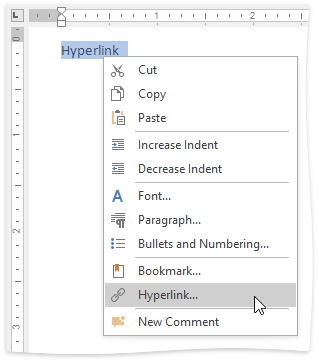 1 2
Hyperlink
Cut
Copy
Paste
Increase Indent
Decrease Indent
Font...
Paragraph...
Bullets and Numbering...
Bookmark...
Hyperlink...
New Comment
0
1
2
3